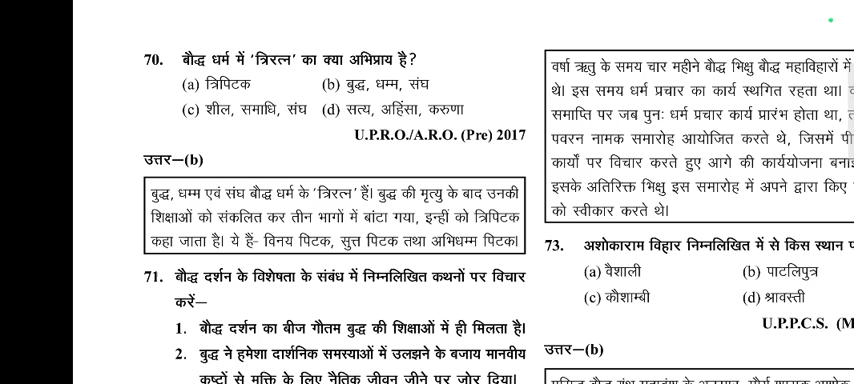 70. बौद्ध धर्म में 'त्रिरत्न' का क्या अभिप्राय है?
(a) त्रिपिटक (b) बुद्ध, धम्म, संघ
(c) शील, समाधि, संघ (d) सत्य, अहिंसा, करुणा
U.P.R.O./A.R.O. (Pre) 2017
उत्तर–(b)
बुद्ध, धम्म एवं संघ बौद्ध धर्म के 'त्रिरत्न' हैं। बुद्ध की मृत्यु के बाद उनकी
शिक्षाओं को संकलित कर तीन भागों में बांटा गया, इन्हीं को त्रिपिटक
कहा जाता है। ये हैं- विनय पिटक, सुत्त पिटक तथा अभिधम्म पिटक।
71. बौद्ध दर्शन के विशेषता के संबंध में निम्नलिखित कथनों पर विचार
करें–
1. बौद्ध दर्शन का बीज गौतम बुद्ध की शिक्षाओं में ही मिलता है।
2. बुद्ध ने हमेशा दार्शनिक समस्याओं में उलझने के बजाय मानवीय
कष्टों से मुक्ति के लिए नैतिक जीवन जीने पर जोर दिया।
वर्षा ऋतु के समय चार महीने बौद्ध भिक्षु बौद्ध महाविहारों में
थे। इस समय धर्म प्रचार का कार्य स्थगित रहता था।
समाप्ति पर जब पुनः धर्म प्रचार कार्य प्रारंभ होता था,
पवरन नामक समारोह आयोजित करते थे, जिसमें
कार्यों पर विचार करते हुए आगे की कार्ययोजना
इसके अतिरिक्त भिक्षु इस समारोह में अपने द्वारा किए
को स्वीकार करते थे।
73. अशोकाराम विहार निम्नलिखित में से किस स्थान
(a) वैशाली (b) पाटलिपुत्र
(c) कौशाम्बी (d) श्रावस्ती
U.P.P.C.S. (M
उत्तर–(b)